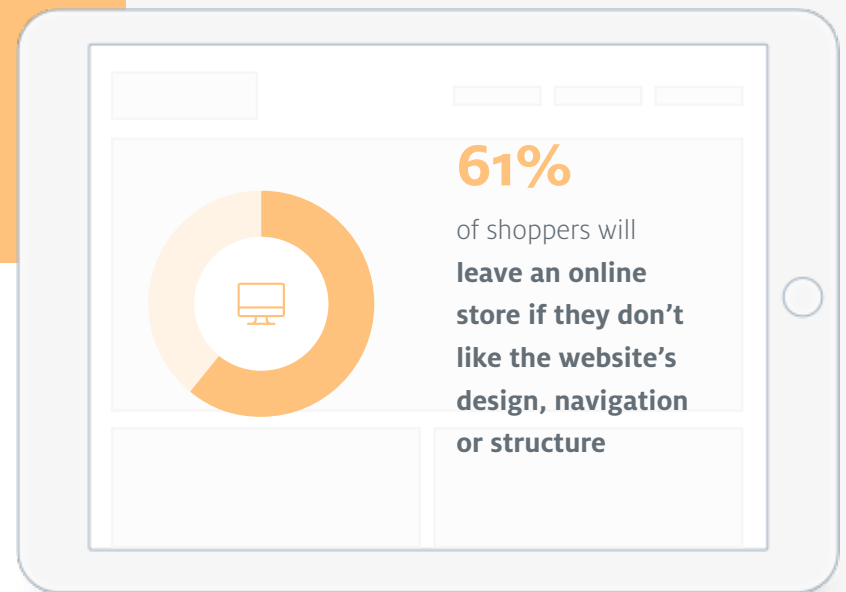 61%
of shoppers will
leave an online
store if they don’t
like the website’s
design, navigation
or structure